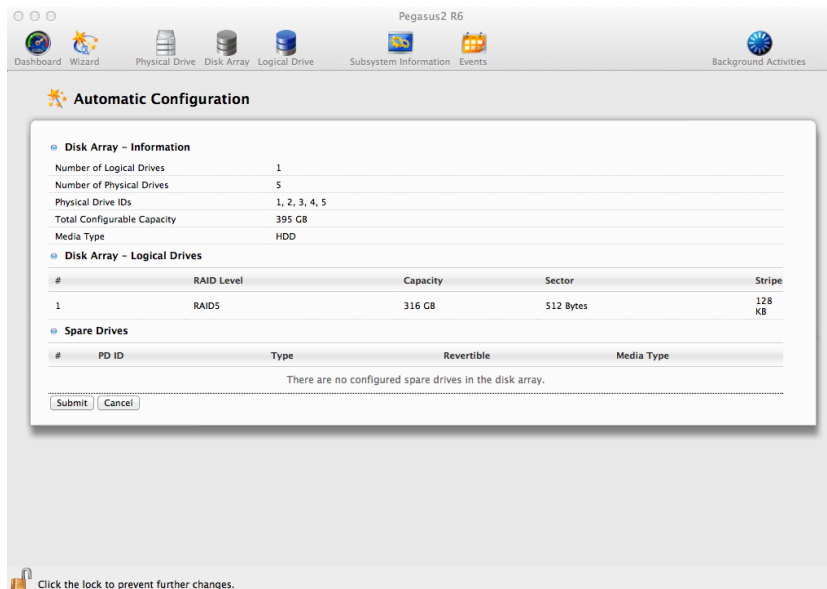 Pegasus2 R6
Dashboard Wizard Physical Drive Disk Array Logical Drive Subsystem Information Events Background Activities
Automatic Configuration
Disk Array – Information
Number of Logical Drives 1
Number of Physical Drives 5
Physical Drive IDs 1, 2, 3, 4, 5
Total Configurable Capacity 395 GB
Media Type HDD
Disk Array – Logical Drives
# RAID Level Capacity Sector Stripe
1 RAID5 316 GB 512 Bytes 128 KB
Spare Drives
# PD ID Type Revertible Media Type
There are no configured spare drives in the disk array.
Submit Cancel
Click the lock to prevent further changes.